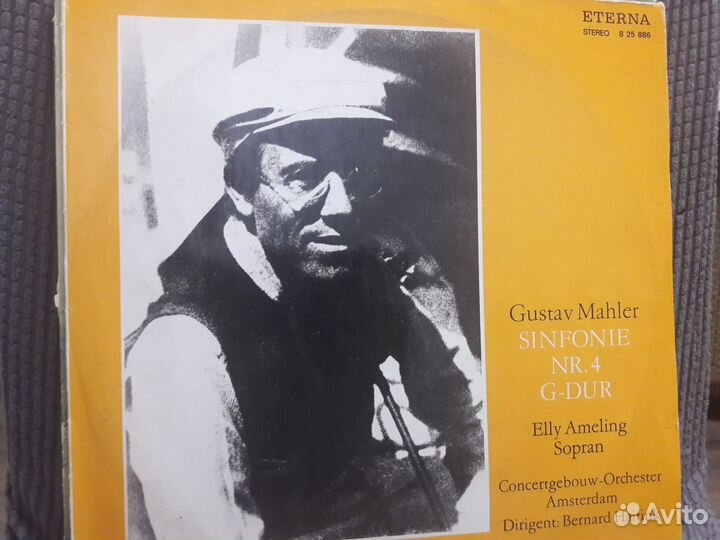 ETERNA
STEREO 8 25 886
Gustav Mahler
SINFONIE
NR. 4
G-DUR
Elly Ameling
Sopran
Concertgebouw-Orchester
Amsterdam
Dirigent: Bernard
Avito